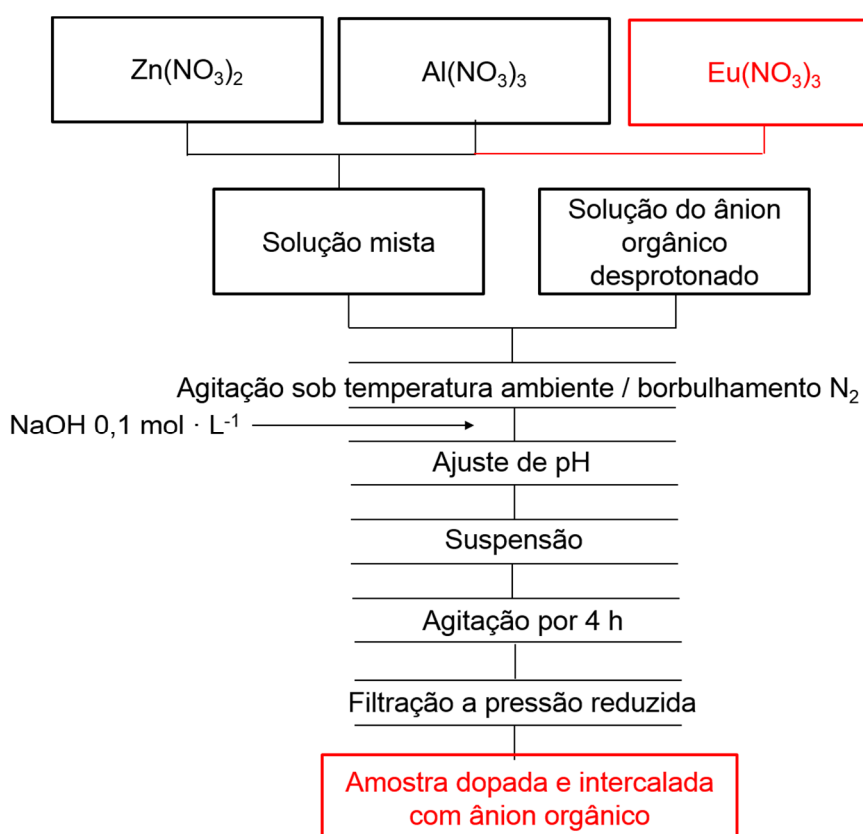 Zn(NO₃)₂
Al(NO₃)₃
Eu(NO₃)₃
Solução mista
Solução do ânion
orgânico
desprotonado
Agitação sob temperatura ambiente / borbulhamento N₂
NaOH 0,1 mol · L⁻¹
Ajuste de pH
Suspensão
Agitação por 4 h
Filtração a pressão reduzida
Amostra dopada e intercalada
com ânion orgânico